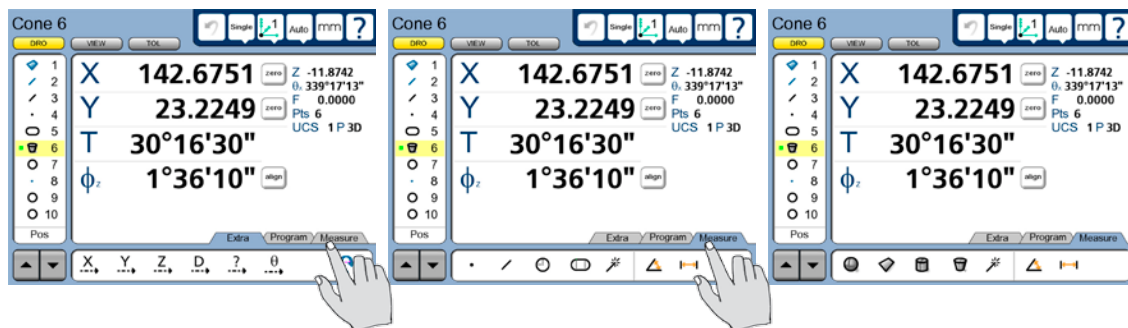 Cone 6
Single 1 Auto mm ?
DRO VIEW TOL
1
2
3
4
5
6
7
8
9
10
Pos
X 142.6751 zero
Y 23.2249 zero
T 30°16'30"
ϕz 1°36'10" align
Z -11.8742
339°17'13"
F 0.0000
Pts 6
UCS 1 P 3D
Extra Program Measure
X Y Z D ? θ
Cone 6
Single 1 Auto mm ?
DRO VIEW TOL
1
2
3
4
5
6
7
8
9
10
Pos
X 142.6751 zero
Y 23.2249 zero
T 30°16'30"
ϕz 1°36'10" align
Z -11.8742
339°17'13"
F 0.0000
Pts 6
UCS 1 P 3D
Extra Program Measure
Cone 6
Single 1 Auto mm ?
DRO VIEW TOL
1
2
3
4
5
6
7
8
9
10
Pos
X 142.6751 zero
Y 23.2249 zero
T 30°16'30"
ϕz 1°36'10" align
Z -11.8742
339°17'13"
F 0.0000
Pts 6
UCS 1 P 3D
Extra Program Measure